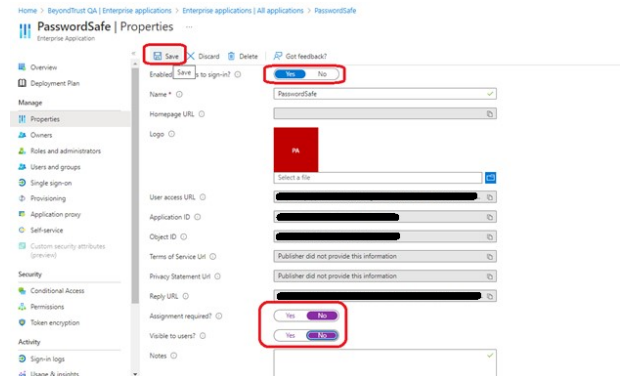 Home > BeyondTrust QA | Enterprise applications > Enterprise applications | All applications > PasswordSafe
PasswordSafe | Properties ...
Enterprise Application
Save Discard Delete Got feedback?
Overview
Deployment Plan
Manage
Properties
Owners
Roles and administrators
Users and groups
Single sign-on
Provisioning
Application proxy
Self-service
Custom security attributes
(preview)
Security
Conditional Access
Permissions
Token encryption
Activity
Sign-in logs
Usage & insights
Enabled s to sign-in? Yes No
Save
Name * PasswordSafe
Homepage URL
Logo
PA
Select a file
User access URL
Application ID
Object ID
Terms of Service Url Publisher did not provide this information
Privacy Statement Url Publisher did not provide this information
Reply URL
Assignment required? Yes No
Visible to users? Yes No
Notes